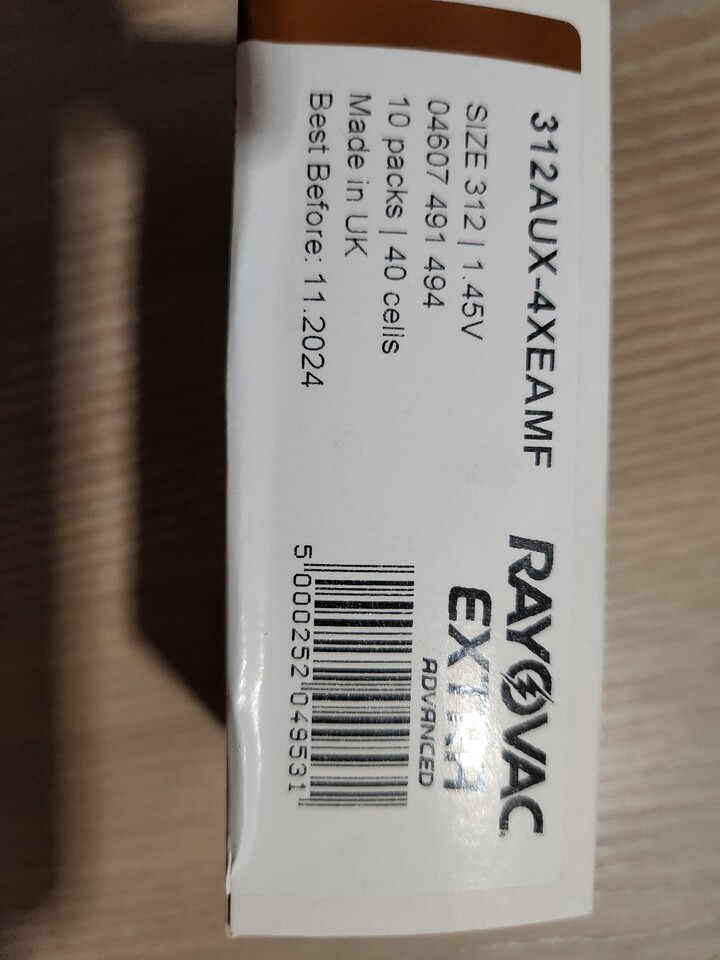 312AUX-4XEAMF
SIZE 312 | 1.45V
04607 491 494
10 packs | 40 cells
Made in UK
Best Before: 11.2024
RAYOVAC
EXTRA
ADVANCED
5 000252 049531